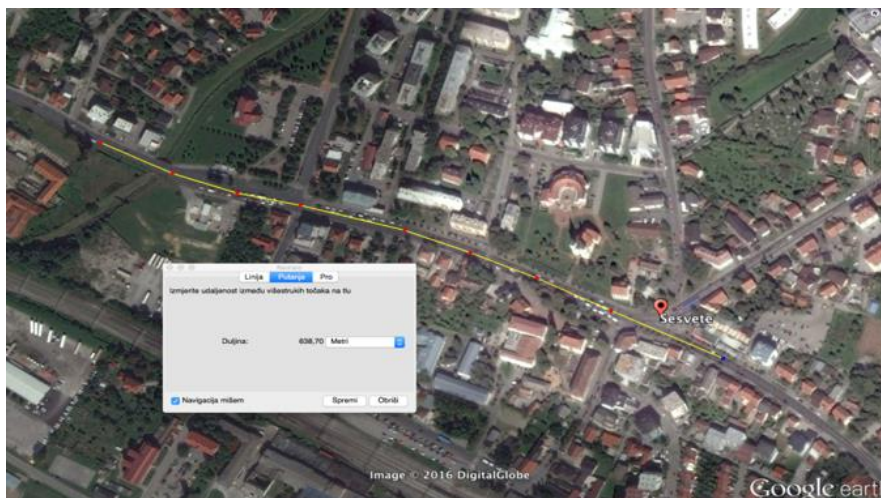 Linija Putanja Pro
Izmjerite udaljenost između višestrukih točaka na tlu
Duljina: 638,70 Metri
Navigacija mišem Spremi Obriši
Sesvete
Image © 2016 DigitalGlobe
Google earth